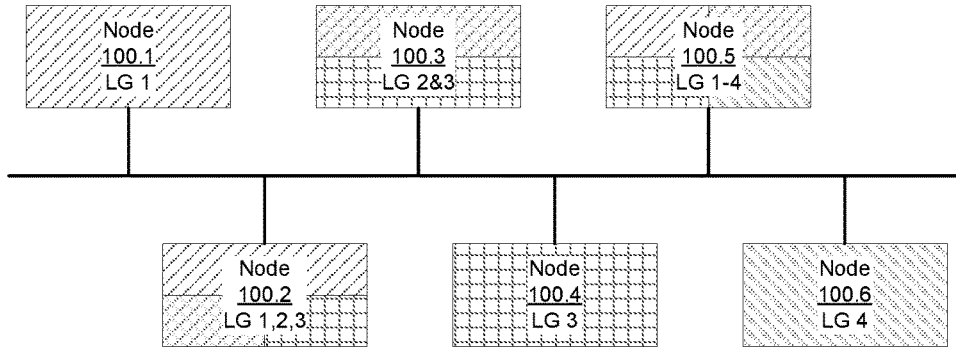 Node
100.1
LG 1
Node
100.3
LG 2&3
Node
100.5
LG 1-4
Node
100.2
LG 1,2,3
Node
100.4
LG 3
Node
100.6
LG 4